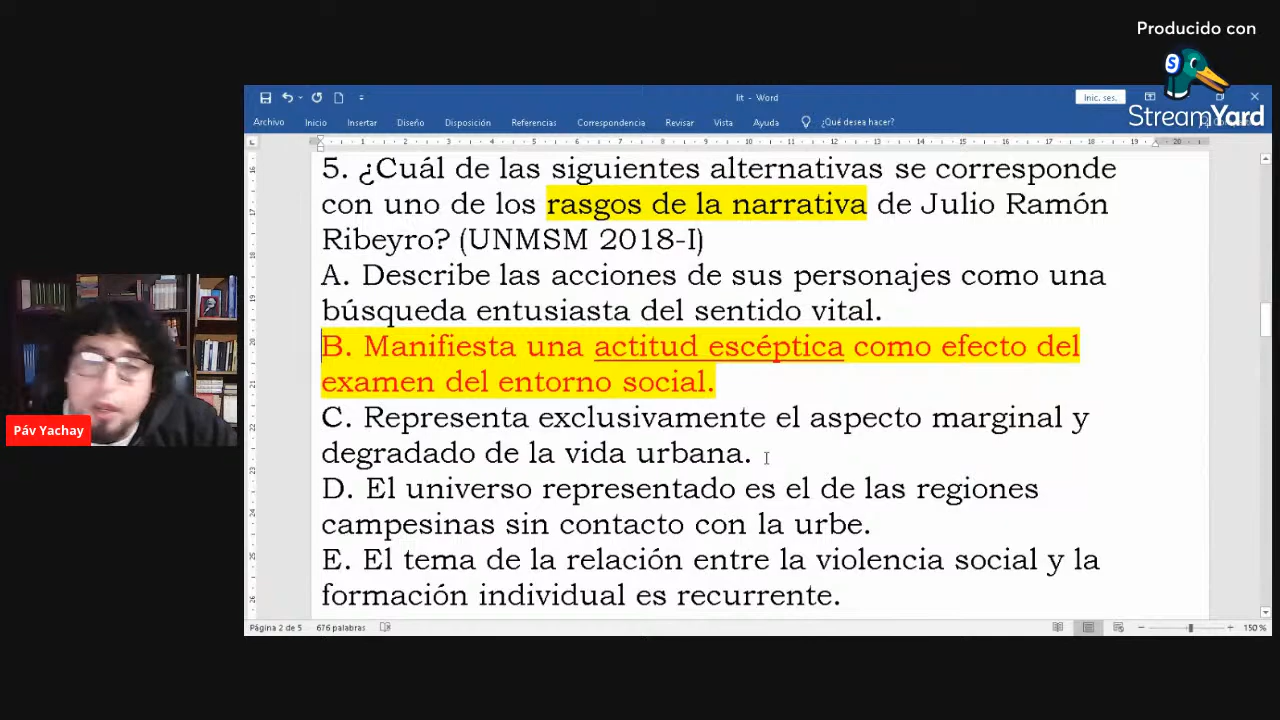 Producido con
StreamYard
lit - Word
Inic. ses.
Archivo Inicio Insertar Diseño Disposición Referencias Correspondencia Revisar Vista Ayuda ¿Qué desea hacer?
5. ¿Cuál de las siguientes alternativas se corresponde
con uno de los rasgos de la narrativa de Julio Ramón
Ribeyro? (UNMSM 2018-I)
A. Describe las acciones de sus personajes como una
búsqueda entusiasta del sentido vital.
B. Manifiesta una actitud escéptica como efecto del
examen del entorno social.
C. Representa exclusivamente el aspecto marginal y
degradado de la vida urbana.
D. El universo representado es el de las regiones
campesinas sin contacto con la urbe.
E. El tema de la relación entre la violencia social y la
formación individual es recurrente.
Páv Yachay
Página 2 de 5 676 palabras 150 %